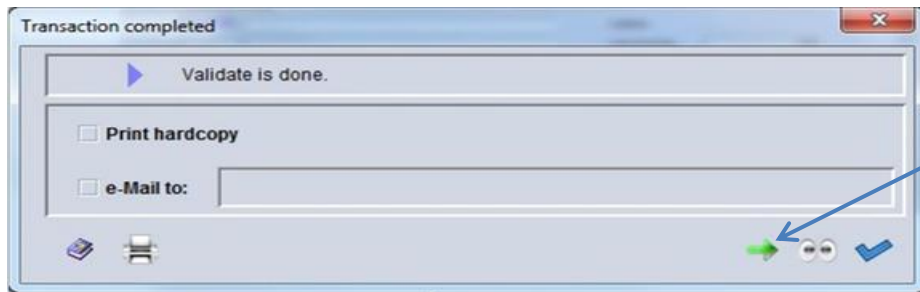 Transaction completed
Validate is done.
Print hardcopy
e-Mail to: